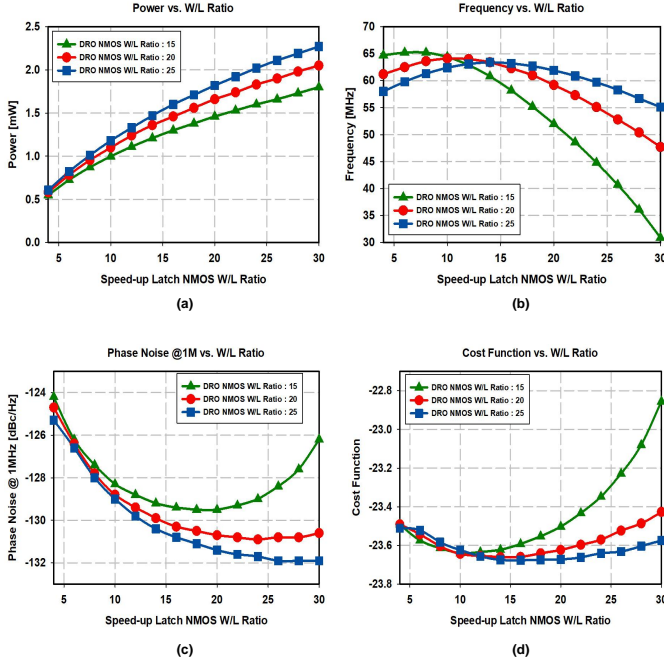 Power vs. W/L Ratio
2.5
2.0
1.5
1.0
0.5
0.0
Power [mW]
DRO NMOS W/L Ratio : 15
DRO NMOS W/L Ratio : 20
DRO NMOS W/L Ratio : 25
5 10 15 20 25 30
Speed-up Latch NMOS W/L Ratio
(a)
Frequency vs. W/L Ratio
70
65
60
55
50
45
40
35
30
Frequency [MHz]
DRO NMOS W/L Ratio : 15
DRO NMOS W/L Ratio : 20
DRO NMOS W/L Ratio : 25
5 10 15 20 25 30
Speed-up Latch NMOS W/L Ratio
(b)
Phase Noise @1M vs. W/L Ratio
-124
-126
-128
-130
-132
Phase Noise @ 1MHz [dBc/Hz]
DRO NMOS W/L Ratio : 15
DRO NMOS W/L Ratio : 20
DRO NMOS W/L Ratio : 25
5 10 15 20 25 30
Speed-up Latch NMOS W/L Ratio
(c)
Cost Function vs. W/L Ratio
-22.8
-23.2
-23.6
-23.8
Cost Function
DRO NMOS W/L Ratio : 15
DRO NMOS W/L Ratio : 20
DRO NMOS W/L Ratio : 25
5 10 15 20 25 30
Speed-up Latch NMOS W/L Ratio
(d)